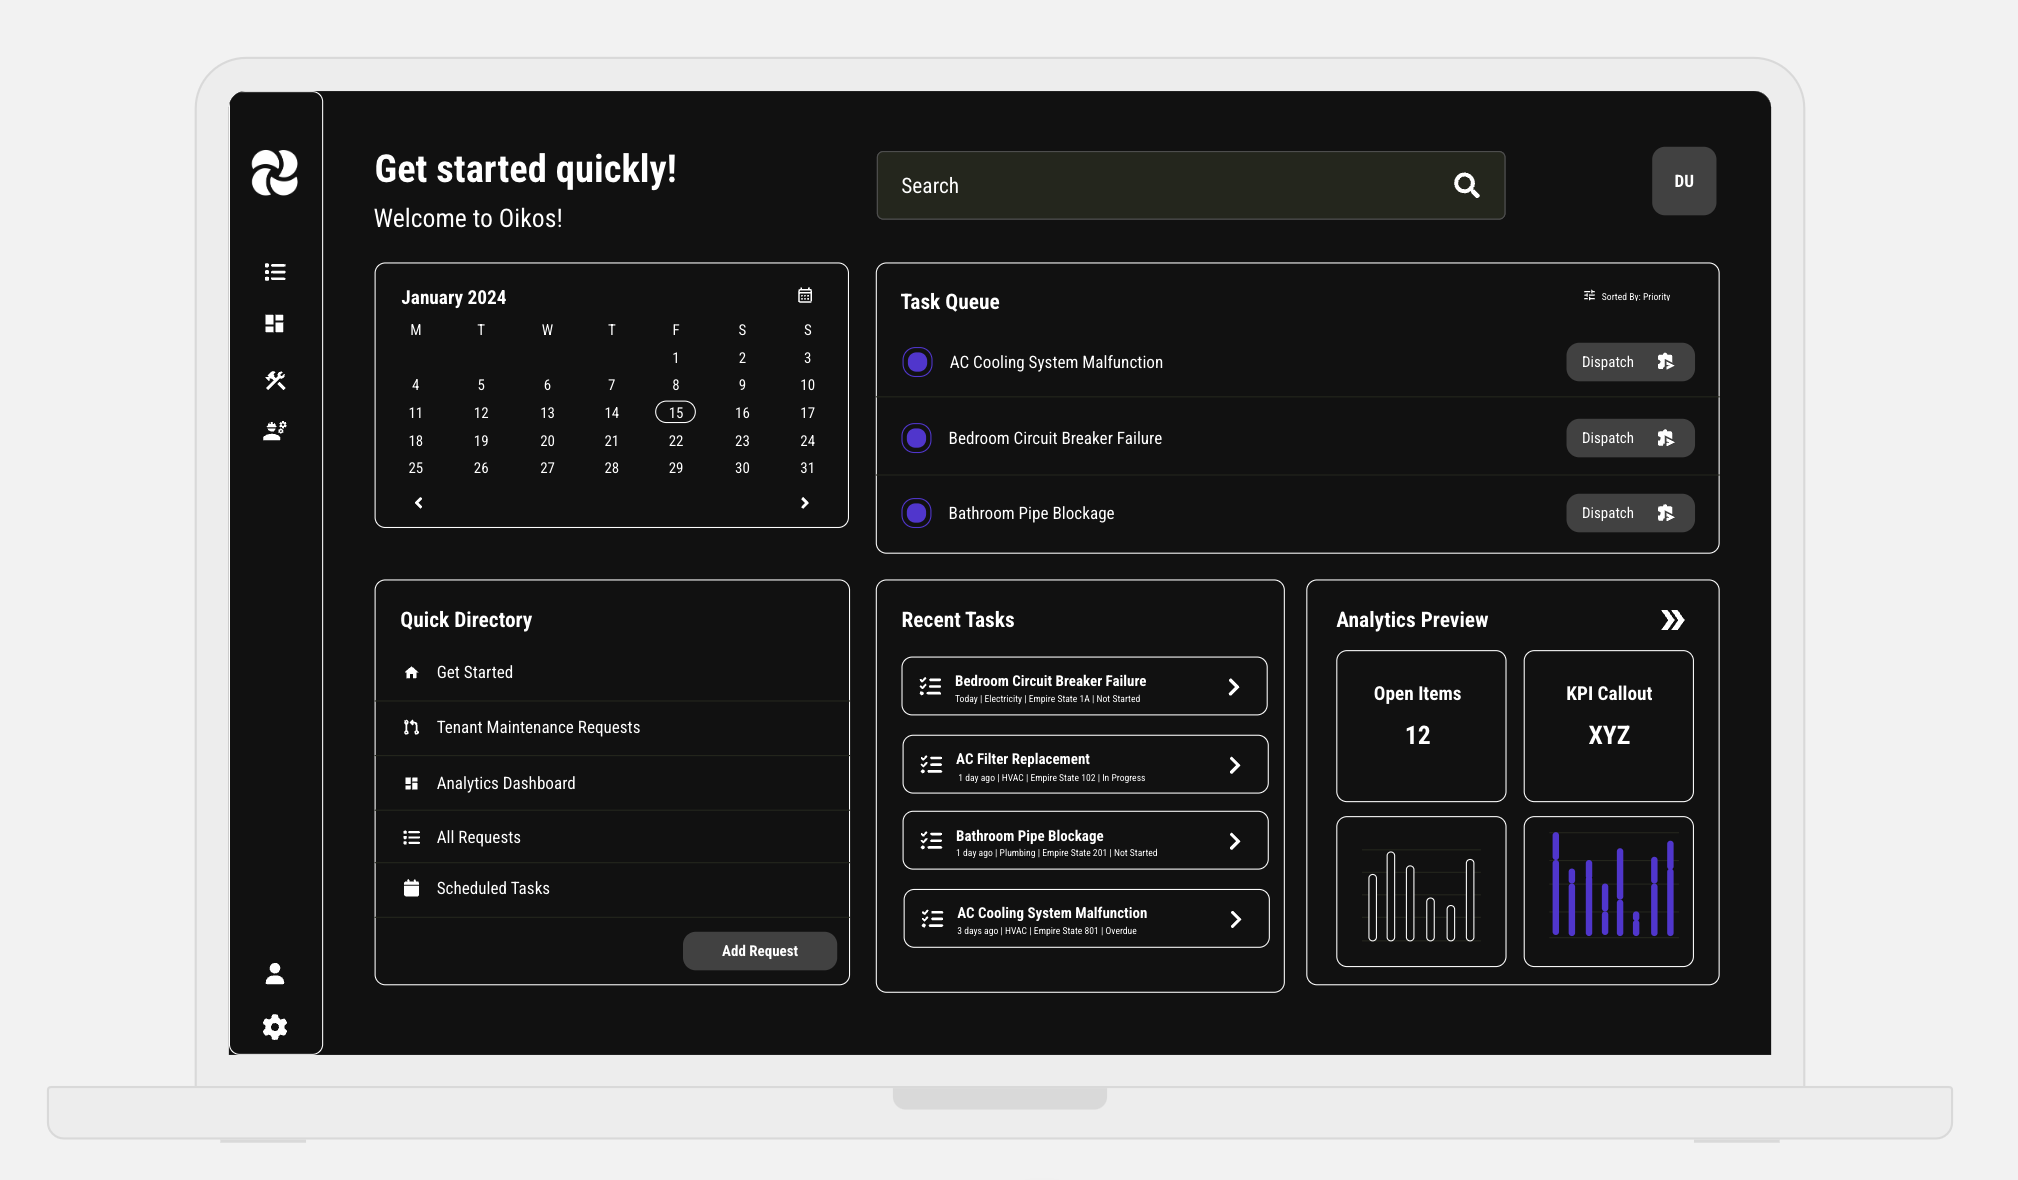 Get started quickly!
Welcome to Oikos!
Search
DU
January 2024
M T W T F S S
1 2 3
4 5 6 7 8 9 10
11 12 13 14 15 16 17
18 19 20 21 22 23 24
25 26 27 28 29 30 31
Task Queue
Sorted By: Priority
AC Cooling System Malfunction
Dispatch
Bedroom Circuit Breaker Failure
Dispatch
Bathroom Pipe Blockage
Dispatch
Quick Directory
Get Started
Tenant Maintenance Requests
Analytics Dashboard
All Requests
Scheduled Tasks
Add Request
Recent Tasks
Bedroom Circuit Breaker Failure
Today | Electricity | Empire State 1A | Not Started
AC Filter Replacement
1 day ago | HVAC | Empire State 102 | In Progress
Bathroom Pipe Blockage
1 day ago | Plumbing | Empire State 201 | Not Started
AC Cooling System Malfunction
3 days ago | HVAC | Empire State 801 | Overdue
Analytics Preview
Open Items
12
KPI Callout
XYZ